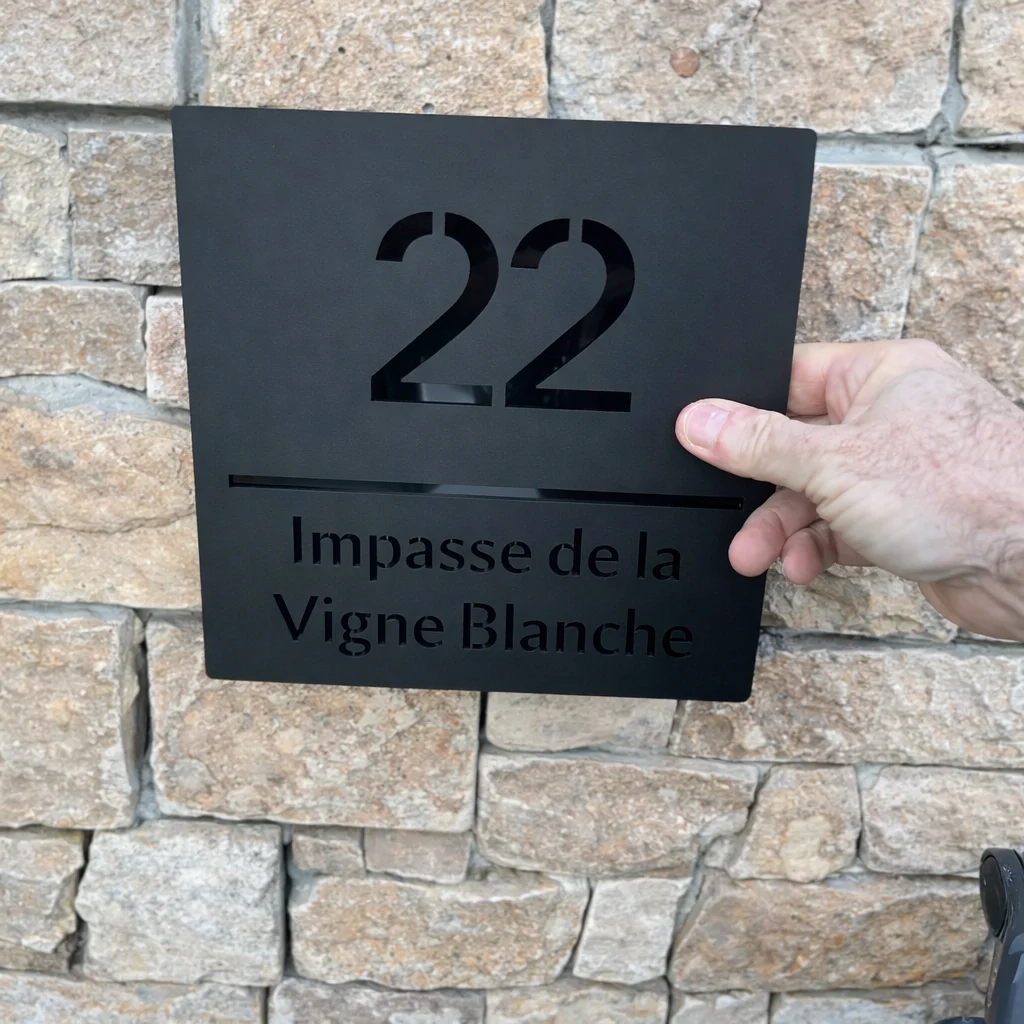 22
Impasse de la
Vigne Blanche